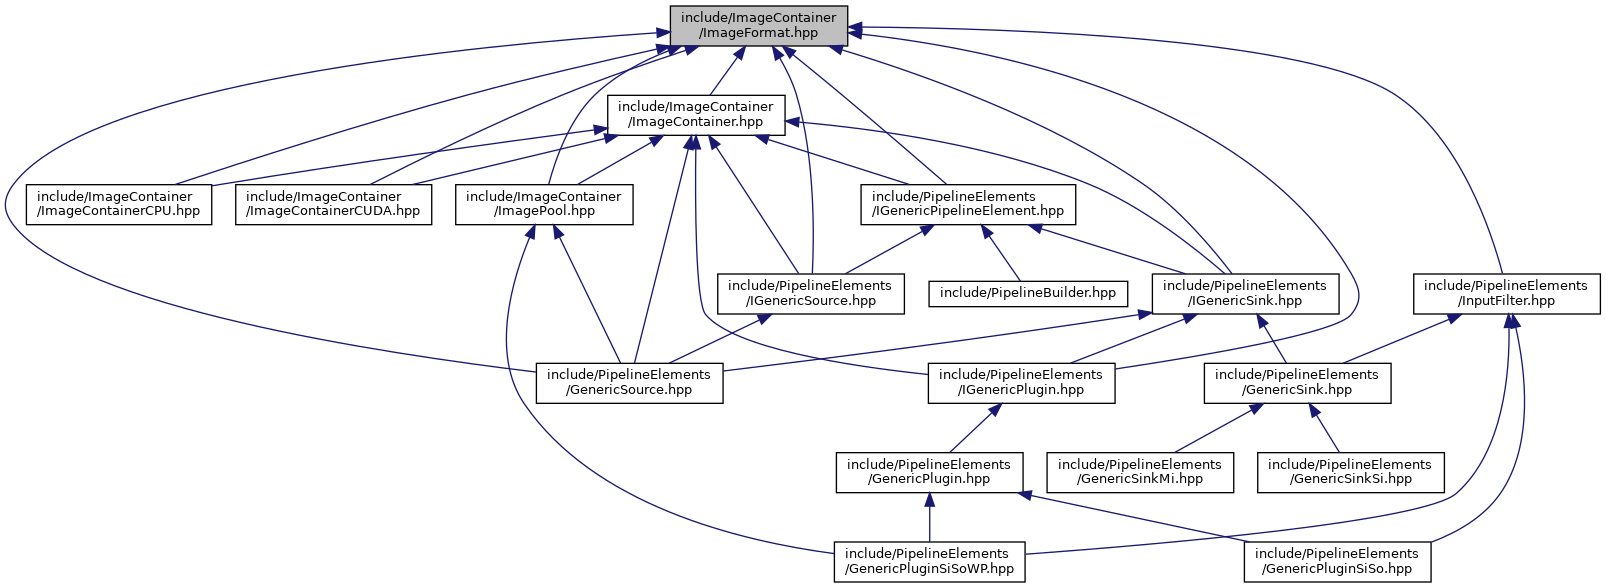 include/ImageContainer
/ImageFormat.hpp
include/ImageContainer
/ImageContainer.hpp
include/ImageContainer
/ImageContainerCPU.hpp
include/ImageContainer
/ImageContainerCUDA.hpp
include/ImageContainer
/ImagePool.hpp
include/PipelineElements
/IGenericPipelineElement.hpp
include/PipelineElements
/IGenericSource.hpp
include/PipelineBuilder.hpp
include/PipelineElements
/IGenericSink.hpp
include/PipelineElements
/InputFilter.hpp
include/PipelineElements
/GenericSource.hpp
include/PipelineElements
/IGenericPlugin.hpp
include/PipelineElements
/GenericSink.hpp
include/PipelineElements
/GenericPlugin.hpp
include/PipelineElements
/GenericSinkMi.hpp
include/PipelineElements
/GenericSinkSi.hpp
include/PipelineElements
/GenericPluginSiSoWP.hpp
include/PipelineElements
/GenericPluginSiSo.hpp